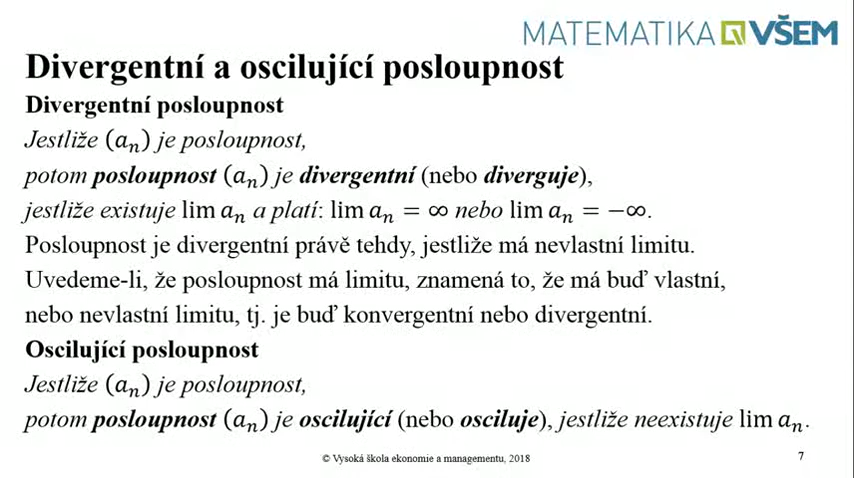 MATEMATIKA VŠEM
Divergentní a oscilující posloupnost
Divergentní posloupnost
Jestliže (aₙ) je posloupnost,
potom posloupnost (aₙ) je divergentní (nebo diverguje),
jestliže existuje lim aₙ a platí: lim aₙ = ∞ nebo lim aₙ = −∞.
Posloupnost je divergentní právě tehdy, jestliže má nevlastní limitu.
Uvedeme-li, že posloupnost má limitu, znamená to, že má buď vlastní,
nebo nevlastní limitu, tj. je buď konvergentní nebo divergentní.
Oscilující posloupnost
Jestliže (aₙ) je posloupnost,
potom posloupnost (aₙ) je oscilující (nebo osciluje), jestliže neexistuje lim aₙ.
© Vysoká škola ekonomie a managementu, 2018
7